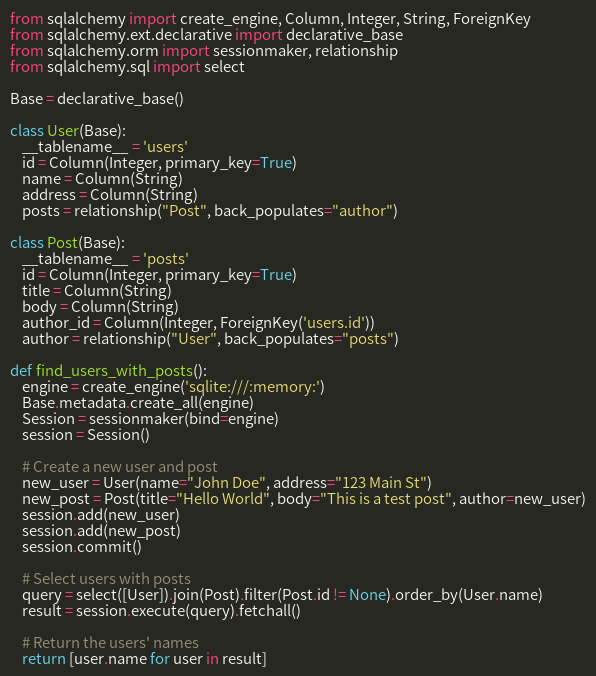 from sqlalchemy import create_engine, Column, Integer, String, ForeignKey
from sqlalchemy.ext.declarative import declarative_base
from sqlalchemy.orm import sessionmaker, relationship
from sqlalchemy.sql import select

Base = declarative_base()

class User(Base):
    __tablename__ = 'users'
    id = Column(Integer, primary_key=True)
    name = Column(String)
    address = Column(String)
    posts = relationship("Post", back_populates="author")

class Post(Base):
    __tablename__ = 'posts'
    id = Column(Integer, primary_key=True)
    title = Column(String)
    body = Column(String)
    author_id = Column(Integer, ForeignKey('users.id'))
    author = relationship("User", back_populates="posts")

def find_users_with_posts():
    engine = create_engine('sqlite:///:memory:')
    Base.metadata.create_all(engine)
    Session = sessionmaker(bind=engine)
    session = Session()

    # Create a new user and post
    new_user = User(name="John Doe", address="123 Main St")
    new_post = Post(title="Hello World", body="This is a test post", author=new_user)
    session.add(new_user)
    session.add(new_post)
    session.commit()

    # Select users with posts
    query = select([User]).join(Post).filter(Post.id != None).order_by(User.name)
    result = session.execute(query).fetchall()

    # Return the users' names
    return [user.name for user in result]